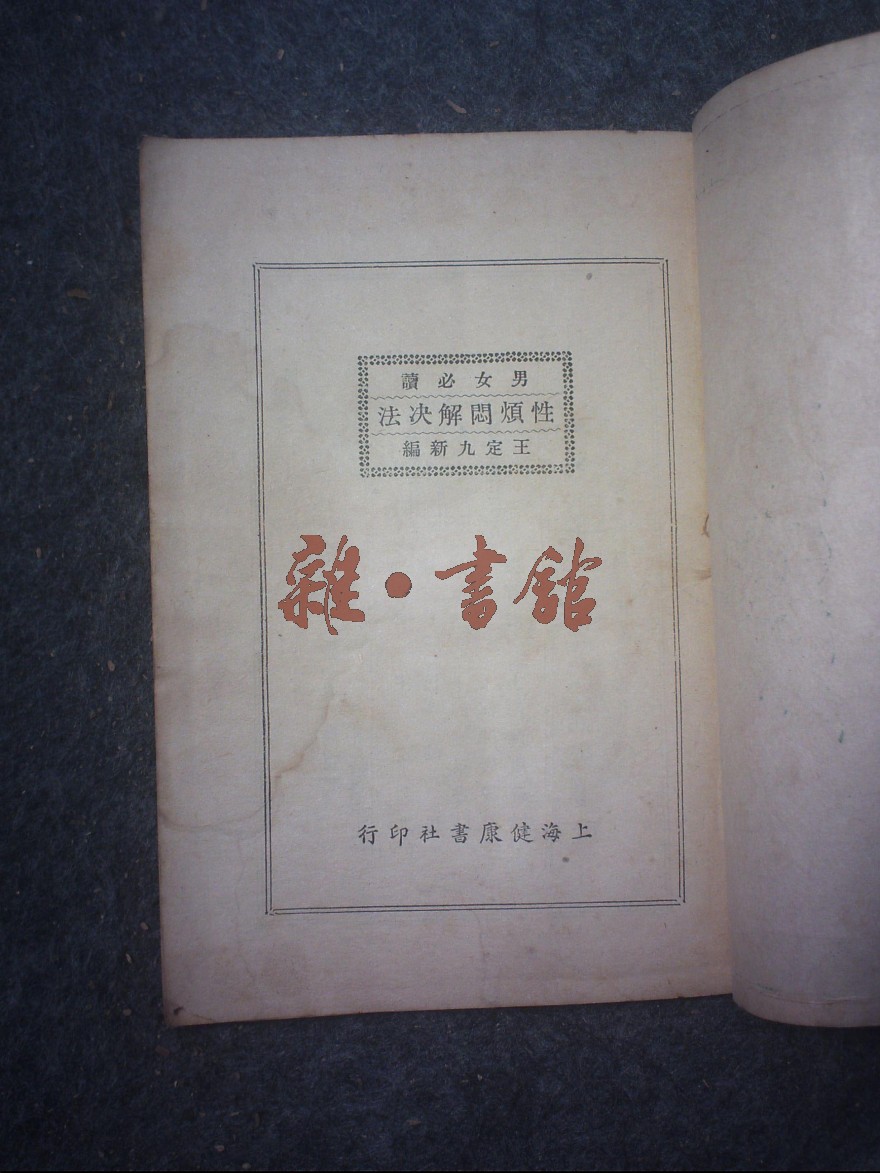 男女必讀
性煩悶解決法
王定九新編
雜·書館
上海健康書社印行